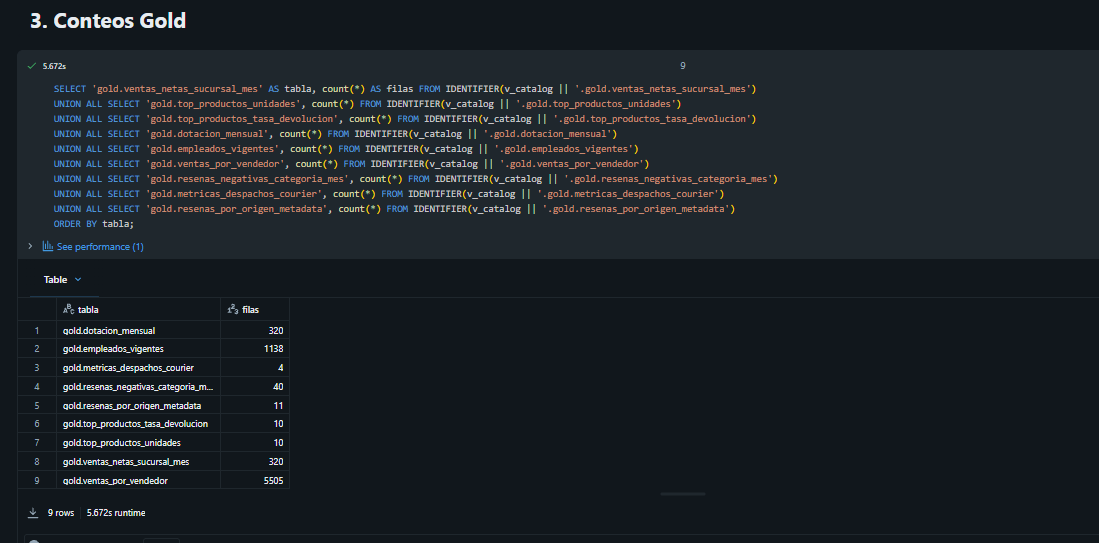 3. Conteos Gold
5.672s
9
SELECT 'gold.ventas_netas_sucursal_mes' AS tabla, count(*) AS filas FROM IDENTIFIER(v_catalog || '.gold.ventas_netas_sucursal_mes')
UNION ALL SELECT 'gold.top_productos_unidades', count(*) FROM IDENTIFIER(v_catalog || '.gold.top_productos_unidades')
UNION ALL SELECT 'gold.top_productos_tasa_devolucion', count(*) FROM IDENTIFIER(v_catalog || '.gold.top_productos_tasa_devolucion')
UNION ALL SELECT 'gold.dotacion_mensual', count(*) FROM IDENTIFIER(v_catalog || '.gold.dotacion_mensual')
UNION ALL SELECT 'gold.empleados_vigentes', count(*) FROM IDENTIFIER(v_catalog || '.gold.empleados_vigentes')
UNION ALL SELECT 'gold.ventas_por_vendedor', count(*) FROM IDENTIFIER(v_catalog || '.gold.ventas_por_vendedor')
UNION ALL SELECT 'gold.resenas_negativas_categoria_mes', count(*) FROM IDENTIFIER(v_catalog || '.gold.resenas_negativas_categoria_mes')
UNION ALL SELECT 'gold.metricas_despachos_courier', count(*) FROM IDENTIFIER(v_catalog || '.gold.metricas_despachos_courier')
UNION ALL SELECT 'gold.resenas_por_origen_metadata', count(*) FROM IDENTIFIER(v_catalog || '.gold.resenas_por_origen_metadata')
ORDER BY tabla;
See performance (1)
Table
ABC tabla 123 filas
1 gold.dotacion_mensual 320
2 gold.empleados_vigentes 1138
3 gold.metricas_despachos_courier 4
4 gold.resenas_negativas_categoria_m... 40
5 gold.resenas_por_origen_metadata 11
6 gold.top_productos_tasa_devolucion 10
7 gold.top_productos_unidades 10
8 gold.ventas_netas_sucursal_mes 320
9 gold.ventas_por_vendedor 5505
9 rows 5.672s runtime